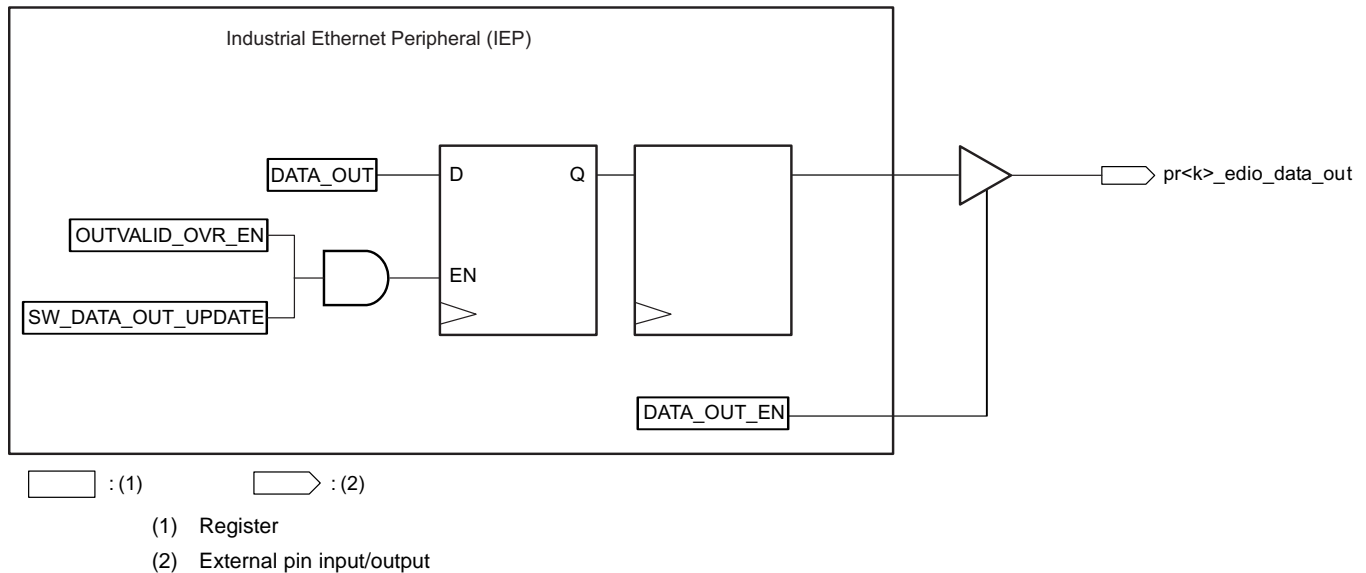 Industrial Ethernet Peripheral (IEP)
DATA_OUT
D
Q
pr<k>_edio_data_out
OUTVALID_OVR_EN
EN
SW_DATA_OUT_UPDATE
DATA_OUT_EN
: (1)
: (2)
(1) Register
(2) External pin input/output